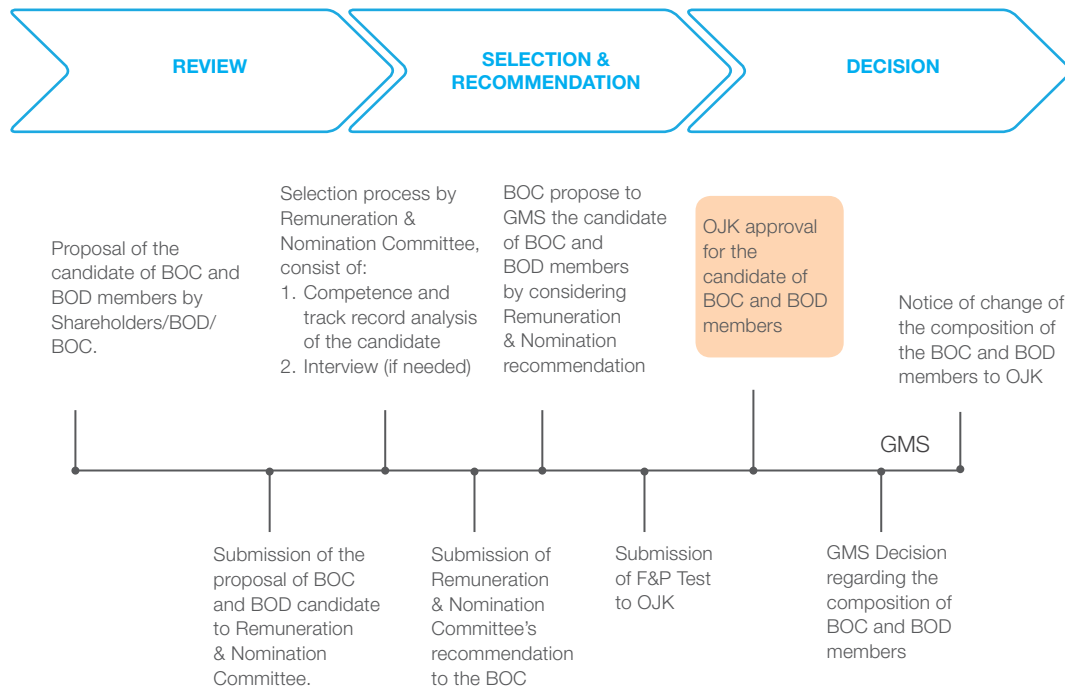 REVIEW
SELECTION &
RECOMMENDATION
DECISION
Proposal of the
candidate of BOC and
BOD members by
Shareholders/BOD/
BOC.
Selection process by
Remuneration &
Nomination Committee,
consist of:
1. Competence and
track record analysis
of the candidate
2. Interview (if needed)
BOC propose to
GMS the candidate
of BOC and
BOD members
by considering
Remuneration
& Nomination
recommendation
OJK approval
for the
candidate of
BOC and BOD
members
Notice of change of
the composition of
the BOC and BOD
members to OJK
GMS
Submission of the
proposal of BOC
and BOD candidate
to Remuneration
& Nomination
Committee.
Submission of
Remuneration
& Nomination
Committee's
recommendation
to the BOC
Submission
of F&P Test
to OJK
GMS Decision
regarding the
composition of
BOC and BOD
members